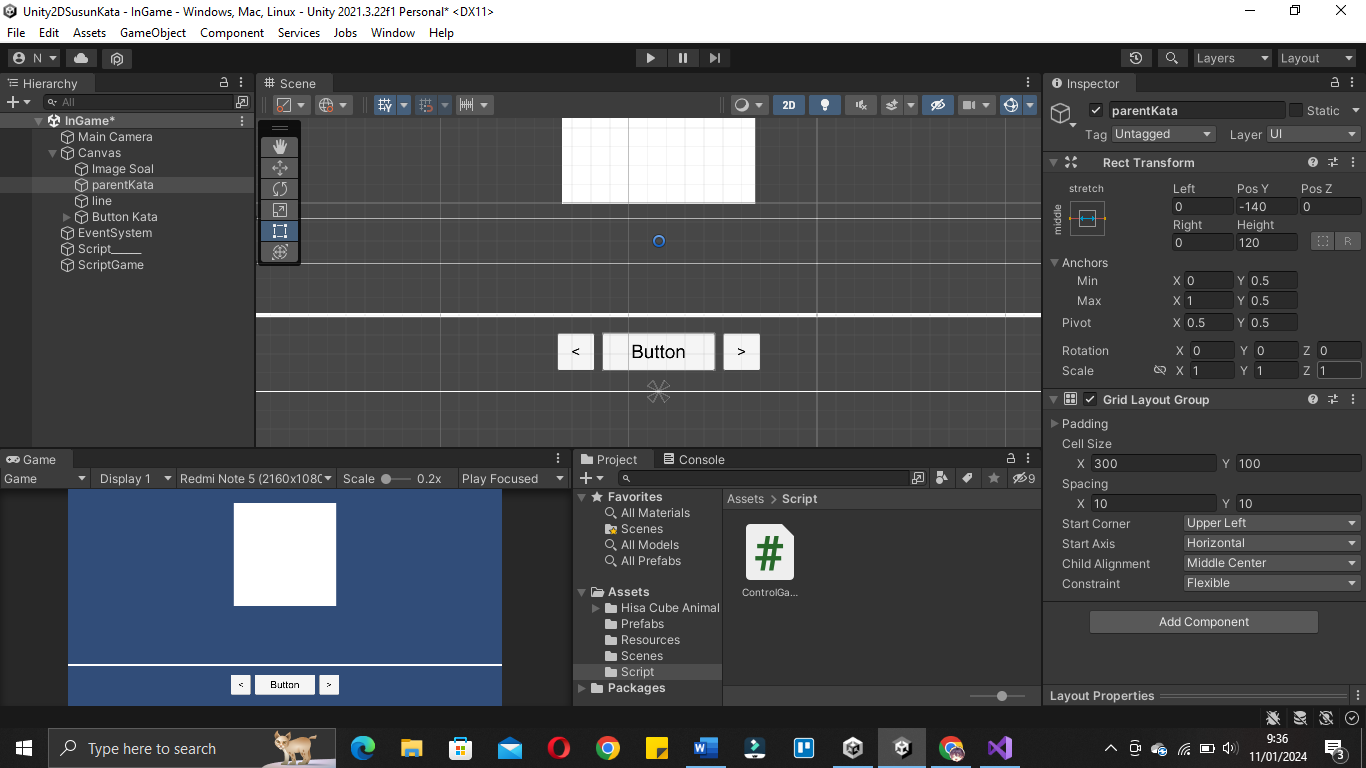 Unity2DSusunKata - InGame - Windows, Mac, Linux - Unity 2021.3.22f1 Personal* <DX11>
File Edit Assets GameObject Component Services Jobs Window Help
N Layers Layout
Hierarchy
All
InGame*
Main Camera
Canvas
Image Soal
parentKata
line
Button Kata
EventSystem
Script_____
ScriptGame
Scene
2D
< Button >
Inspector
parentKata Static
Tag Untagged Layer UI
Rect Transform
stretch Left Pos Y Pos Z
middle 0 -140 0
Right Height
0 120 R
Anchors
Min X 0 Y 0.5
Max X 1 Y 0.5
Pivot X 0.5 Y 0.5
Rotation X 0 Y 0 Z 0
Scale X 1 Y 1 Z 1
Grid Layout Group
Padding
Cell Size
X 300 Y 100
Spacing
X 10 Y 10
Start Corner Upper Left
Start Axis Horizontal
Child Alignment Middle Center
Constraint Flexible
Add Component
Layout Properties
Game
Game Display 1 Redmi Note 5 (2160x1080 Scale 0.2x Play Focused
< Button >
Project Console
9
Favorites
All Materials
Scenes
All Models
All Prefabs
Assets
Hisa Cube Animal
Prefabs
Resources
Scenes
Script
Packages
Assets > Script
#
ControlGa...
Type here to search
9:36
11/01/2024
3